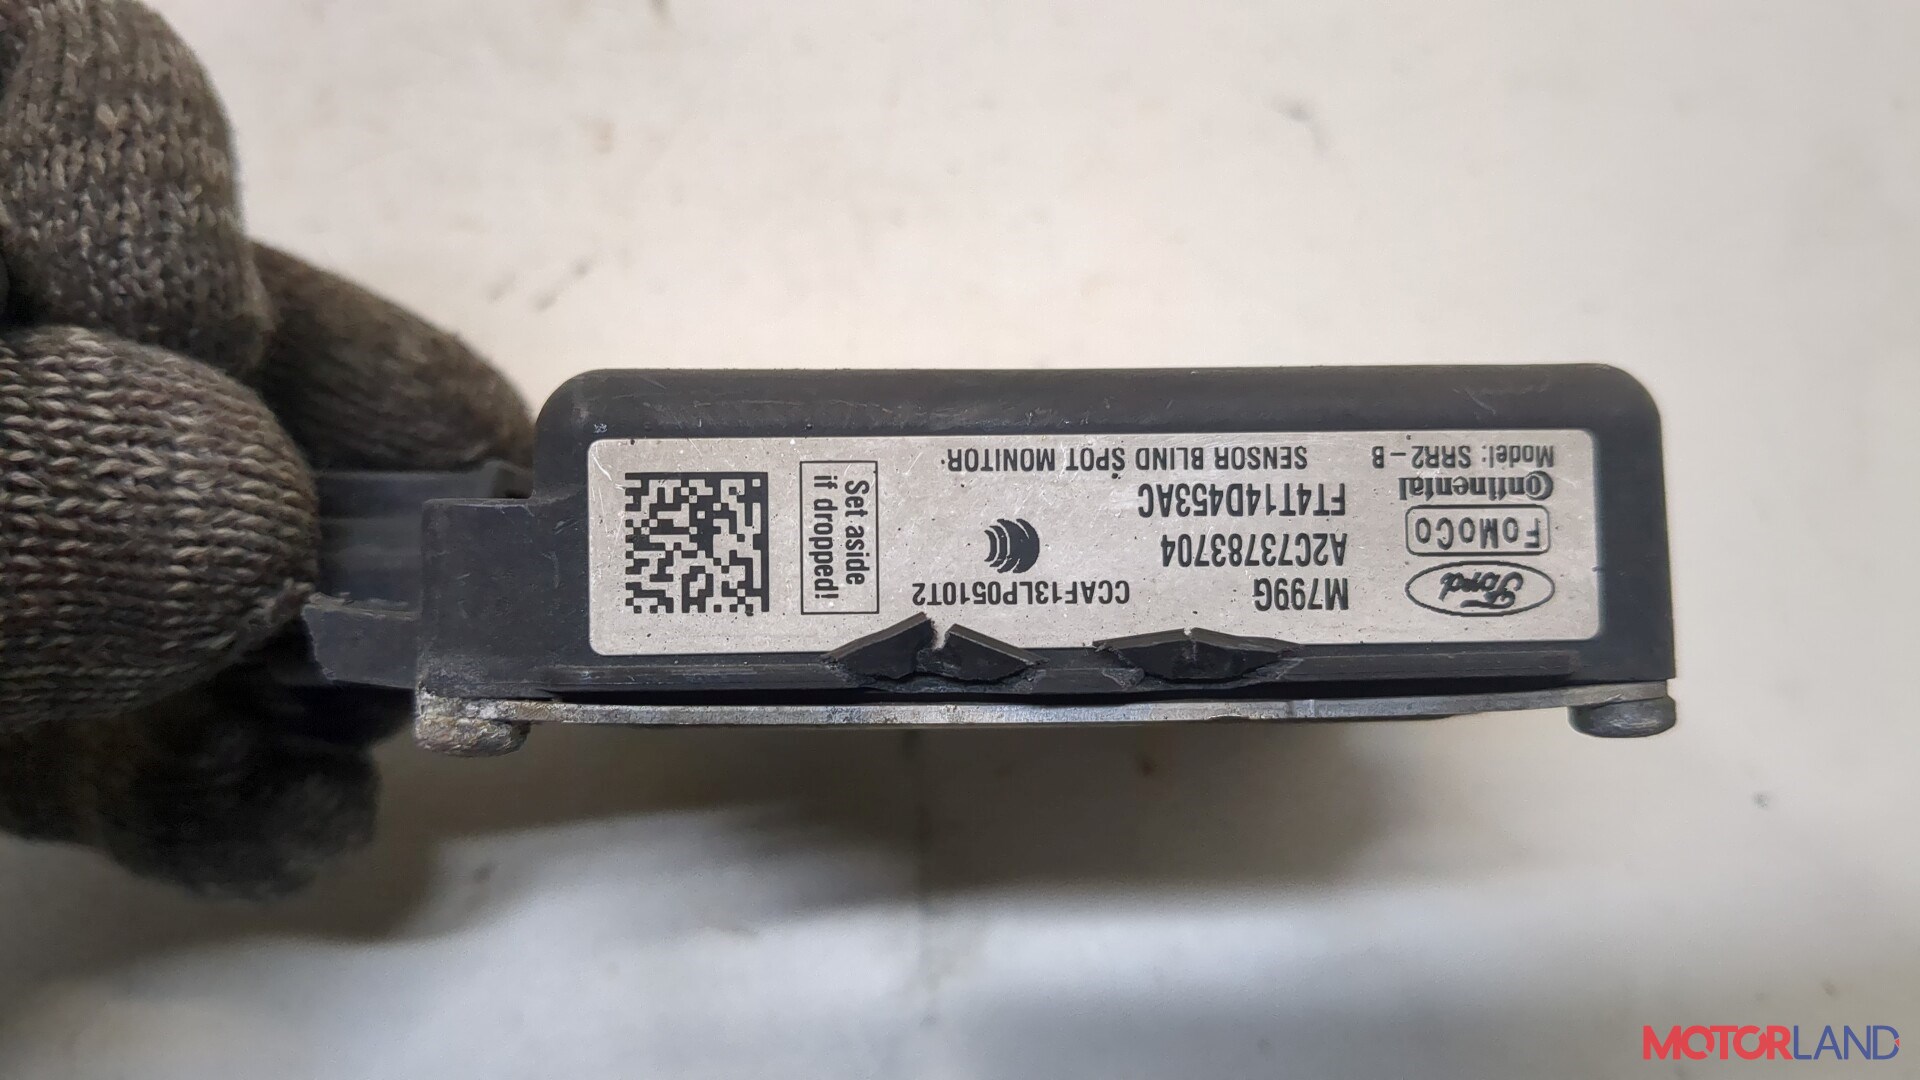 Ford
M799G
CCAF13LP0510T2
FoMoCo
A2C73783704
Continental
FT4T14D453AC
Model: SRR2-B
SENSOR BLIND SPOT MONITOR
Set aside
if dropped!
MOTORLAND